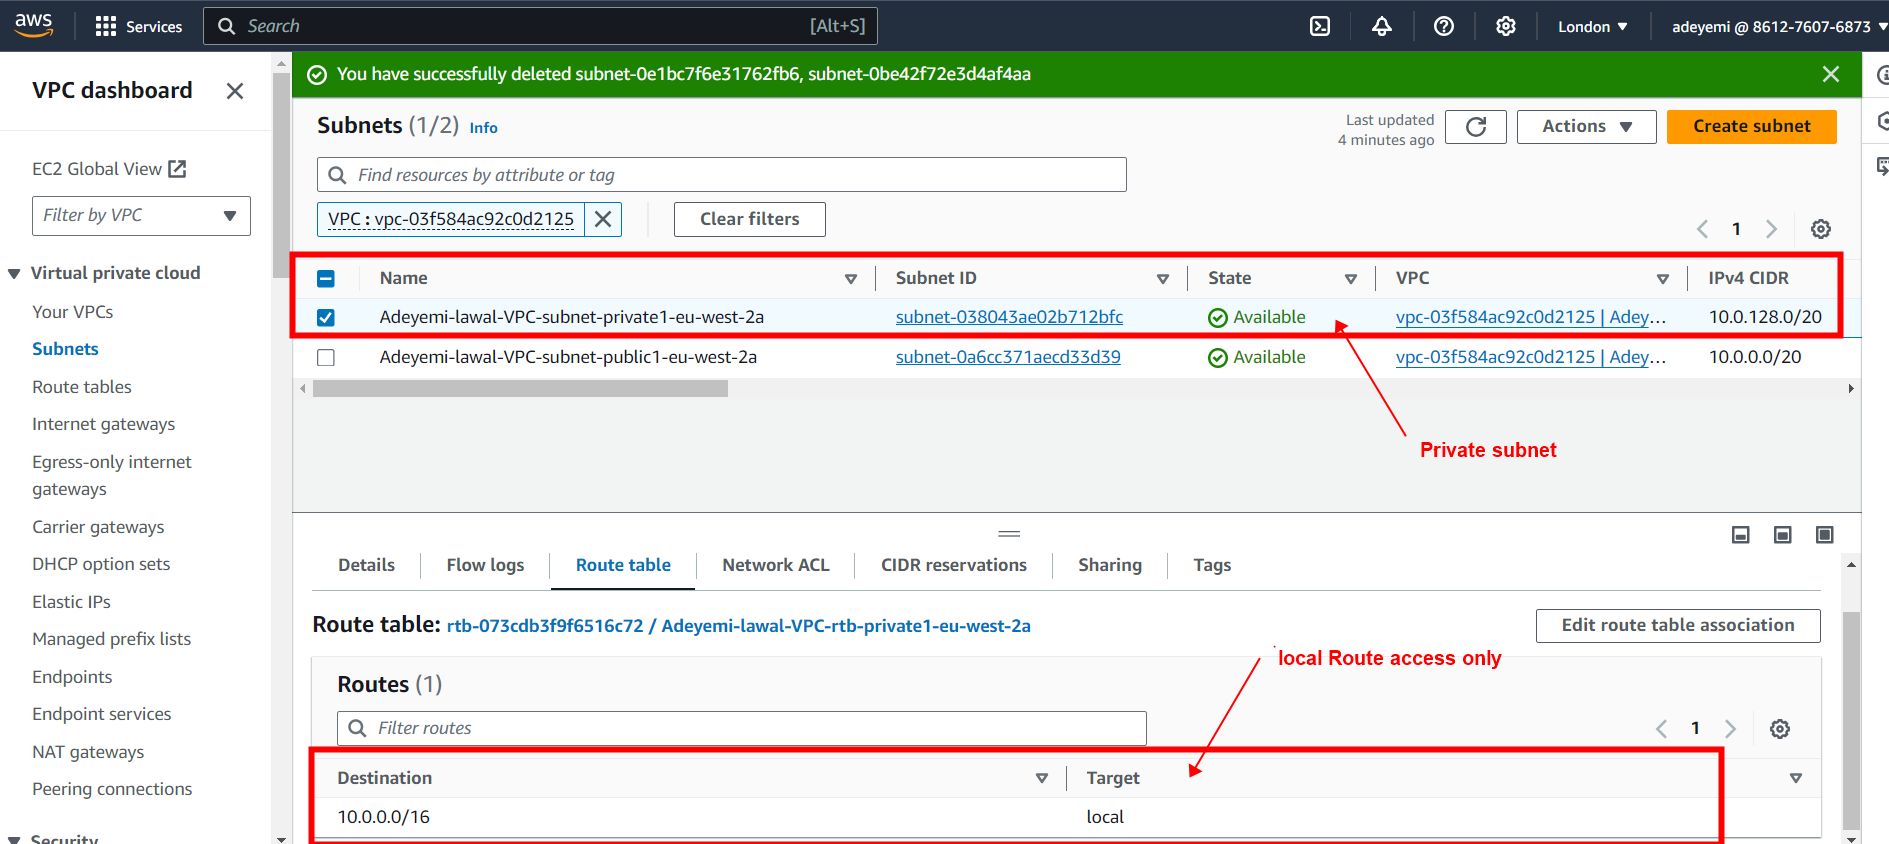 aws
Services
Search
[Alt+S]
London
adeyemi @ 8612-7607-6873
VPC dashboard
EC2 Global View
Filter by VPC
Virtual private cloud
Your VPCs
Subnets
Route tables
Internet gateways
Egress-only internet
gateways
Carrier gateways
DHCP option sets
Elastic IPs
Managed prefix lists
Endpoints
Endpoint services
NAT gateways
Peering connections
Security
You have successfully deleted subnet-0e1bc7f6e31762fb6, subnet-0be42f72e3d4af4aa
Subnets (1/2) Info
Last updated
4 minutes ago
Actions
Create subnet
Find resources by attribute or tag
VPC : vpc-03f584ac92c0d2125
Clear filters
1
Name Subnet ID State VPC IPv4 CIDR
Adeyemi-lawal-VPC-subnet-private1-eu-west-2a subnet-038043ae02b712bfc Available vpc-03f584ac92c0d2125 | Adey... 10.0.128.0/20
Adeyemi-lawal-VPC-subnet-public1-eu-west-2a subnet-0a6cc371aecd33d39 Available vpc-03f584ac92c0d2125 | Adey... 10.0.0.0/20
Private subnet
Details Flow logs Route table Network ACL CIDR reservations Sharing Tags
Route table: rtb-073cdb3f9f6516c72 / Adeyemi-lawal-VPC-rtb-private1-eu-west-2a
Edit route table association
local Route access only
Routes (1)
Filter routes
1
Destination Target
10.0.0.0/16 local